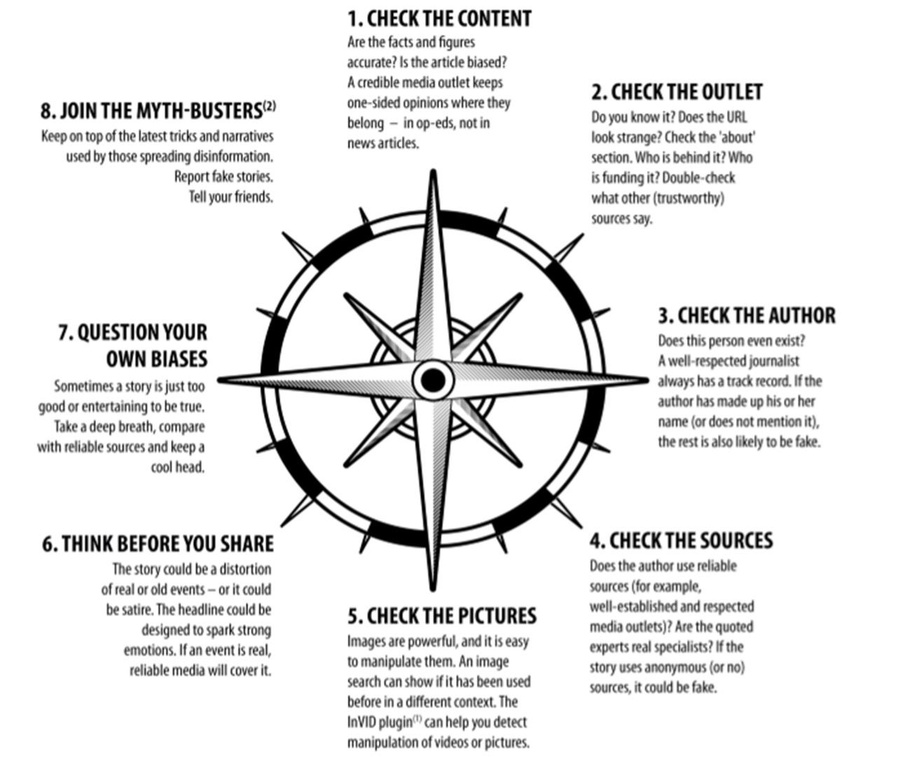 1. CHECK THE CONTENT
Are the facts and figures
accurate? Is the article biased?
A credible media outlet keeps
one-sided opinions where they
belong – in op-eds, not in
news articles.
2. CHECK THE OUTLET
Do you know it? Does the URL
look strange? Check the 'about'
section. Who is behind it? Who
is funding it? Double-check
what other (trustworthy)
sources say.
3. CHECK THE AUTHOR
Does this person even exist?
A well-respected journalist
always has a track record. If the
author has made up his or her
name (or does not mention it),
the rest is also likely to be fake.
4. CHECK THE SOURCES
Does the author use reliable
sources (for example,
well-established and respected
media outlets)? Are the quoted
experts real specialists? If the
story uses anonymous (or no)
sources, it could be fake.
5. CHECK THE PICTURES
Images are powerful, and it is easy
to manipulate them. An image
search can show if it has been used
before in a different context. The
InVID plugin(1) can help you detect
manipulation of videos or pictures.
6. THINK BEFORE YOU SHARE
The story could be a distortion
of real or old events – or it could
be satire. The headline could be
designed to spark strong
emotions. If an event is real,
reliable media will cover it.
7. QUESTION YOUR
OWN BIASES
Sometimes a story is just too
good or entertaining to be true.
Take a deep breath, compare
with reliable sources and keep a
cool head.
8. JOIN THE MYTH-BUSTERS(2)
Keep on top of the latest tricks and narratives
used by those spreading disinformation.
Report fake stories.
Tell your friends.